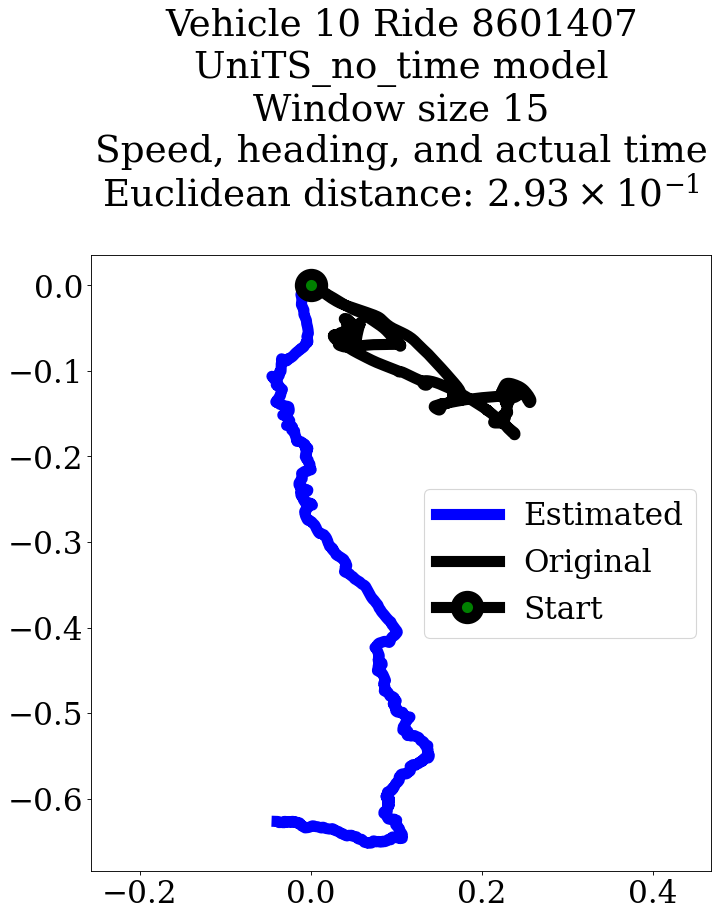 Vehicle 10 Ride 8601407
UniTS_no_time model
Window size 15
Speed, heading, and actual time
Euclidean distance: 2.93 × 10⁻¹
0.0
−0.1
−0.2
−0.3
−0.4
−0.5
−0.6
Estimated
Original
Start
−0.2 0.0 0.2 0.4